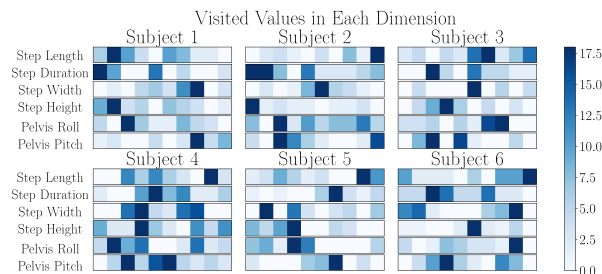 Visited Values in Each Dimension
Subject 1 Subject 2 Subject 3
Step Length
Step Duration
Step Width
Step Height
Pelvis Roll
Pelvis Pitch
Subject 4 Subject 5 Subject 6
Step Length
Step Duration
Step Width
Step Height
Pelvis Roll
Pelvis Pitch
17.5
15.0
12.5
10.0
7.5
5.0
2.5
0.0